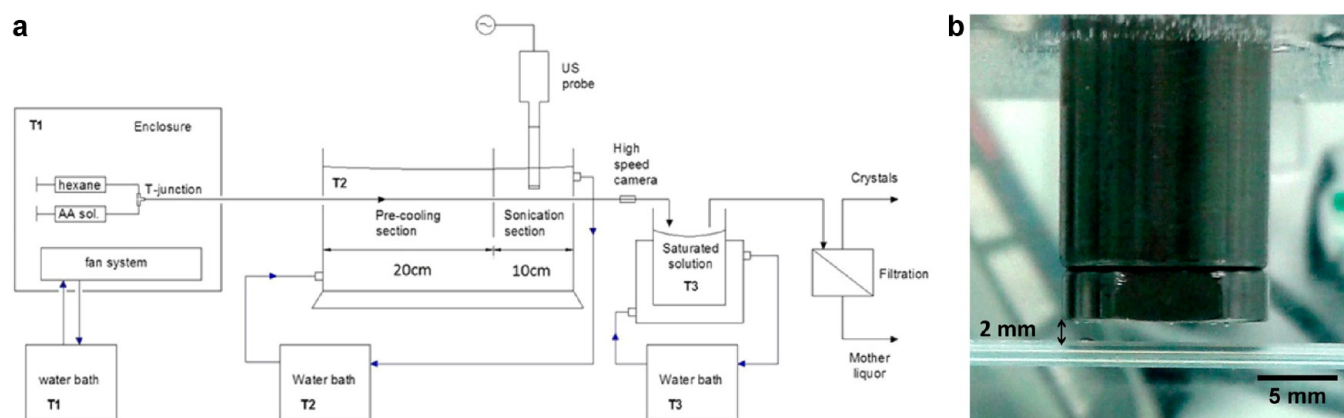 a
T1
Enclosure
hexane
AA sol.
T-junction
fan system
water bath
T1
US
probe
T2
Pre-cooling
section
Sonication
section
20cm
10cm
Water bath
T2
High
speed
camera
Saturated
solution
T3
Water bath
T3
Crystals
Filtration
Mother
liquor
b
2 mm
5 mm